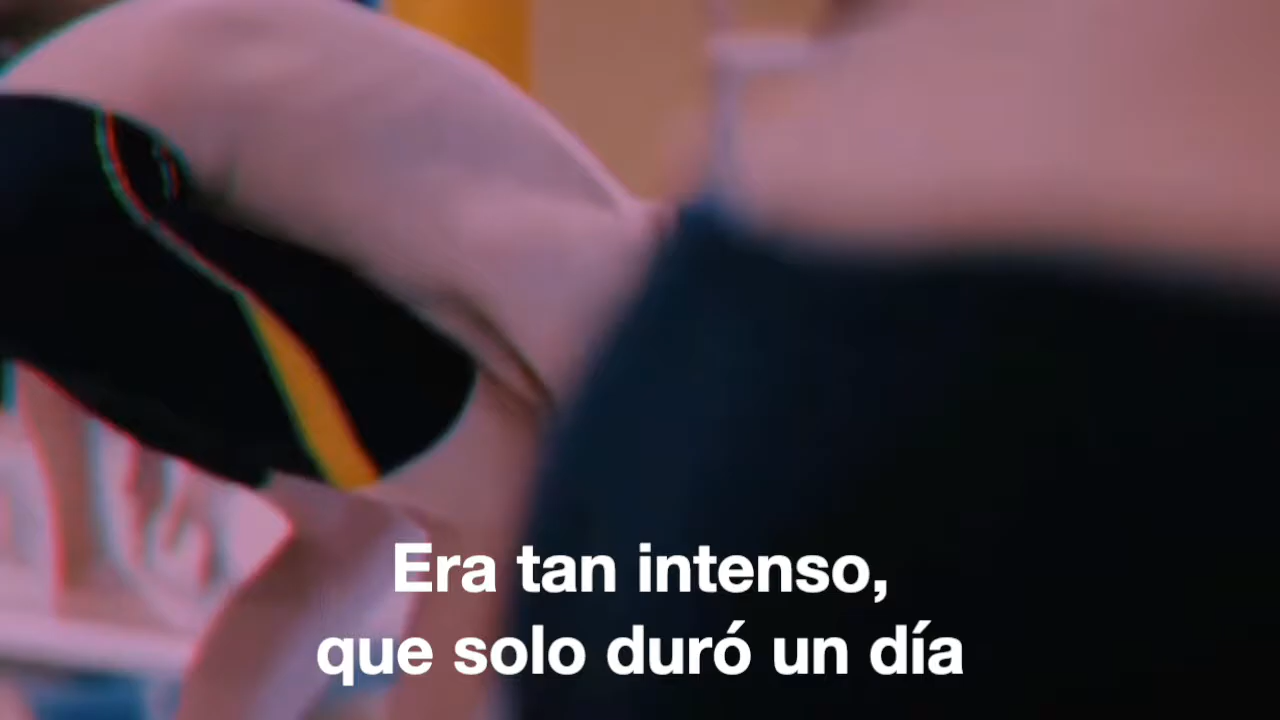 Era tan intenso,
que solo duró un día